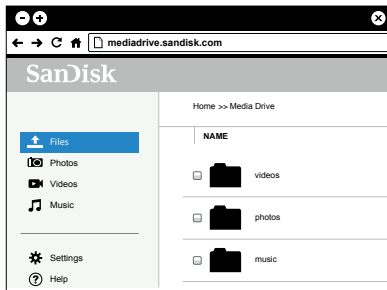 mediadrive.sandisk.com
SanDisk
Home >> Media Drive
Files
Photos
Videos
Music
Settings
Help
NAME
videos
photos
music